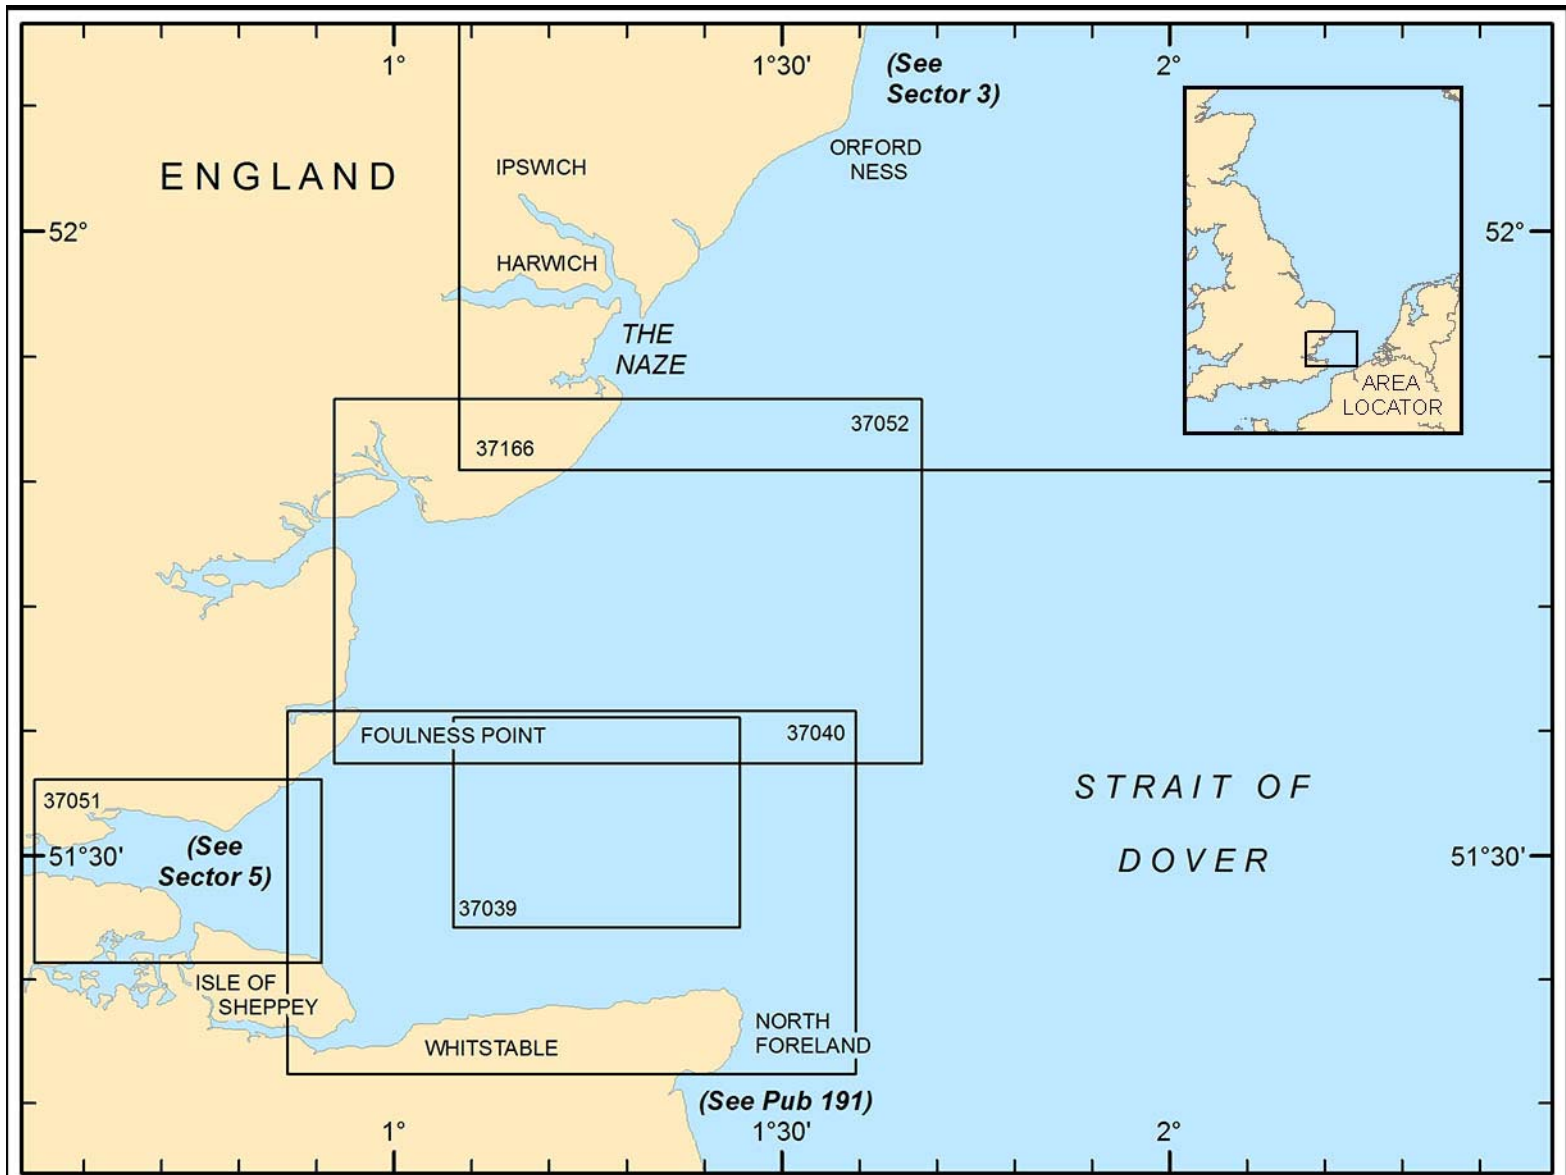 1°
1°30'
2°
(See
Sector 3)
ORFORD
NESS
ENGLAND
IPSWICH
52°
52°
HARWICH
THE
NAZE
AREA
LOCATOR
37052
37166
FOULNESS POINT
37040
STRAIT OF
DOVER
37051
(See
Sector 5)
51°30'
51°30'
37039
ISLE OF
SHEPPEY
NORTH
FORELAND
WHITSTABLE
(See Pub 191)
1°
1°30'
2°